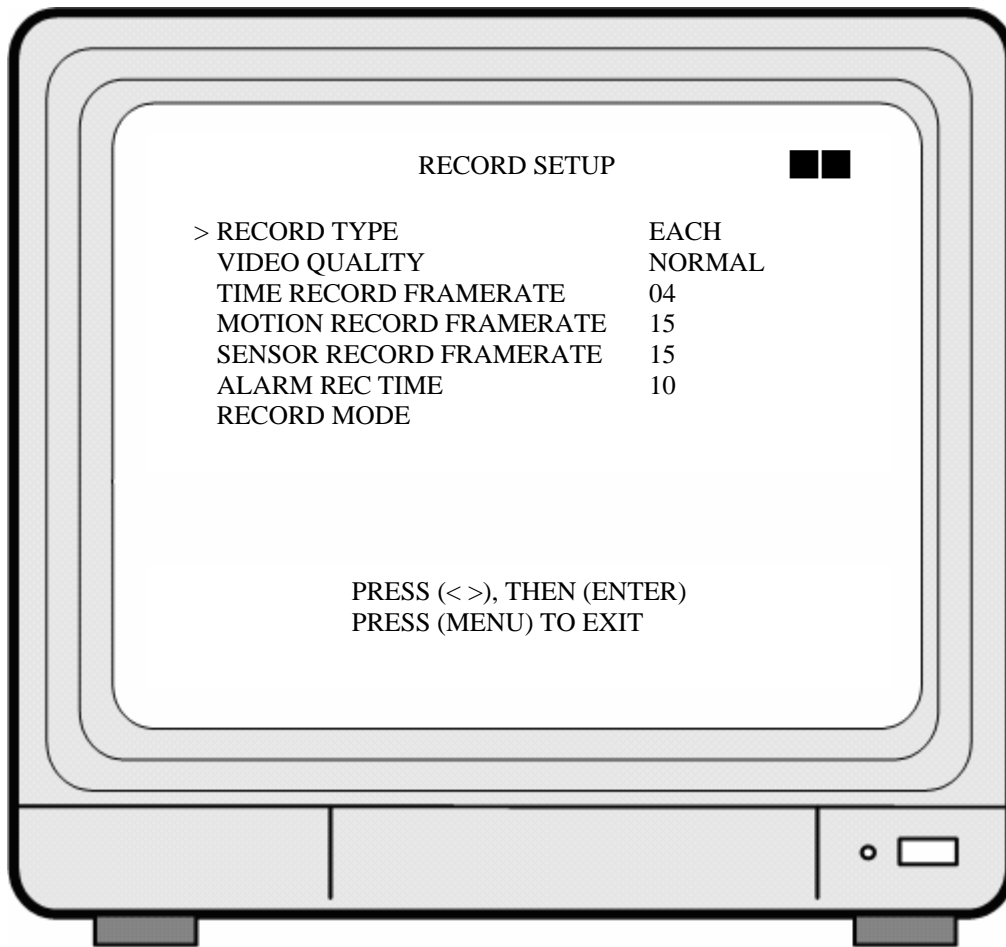 RECORD SETUP
> RECORD TYPE EACH
VIDEO QUALITY NORMAL
TIME RECORD FRAMERATE 04
MOTION RECORD FRAMERATE 15
SENSOR RECORD FRAMERATE 15
ALARM REC TIME 10
RECORD MODE
PRESS (< >), THEN (ENTER)
PRESS (MENU) TO EXIT